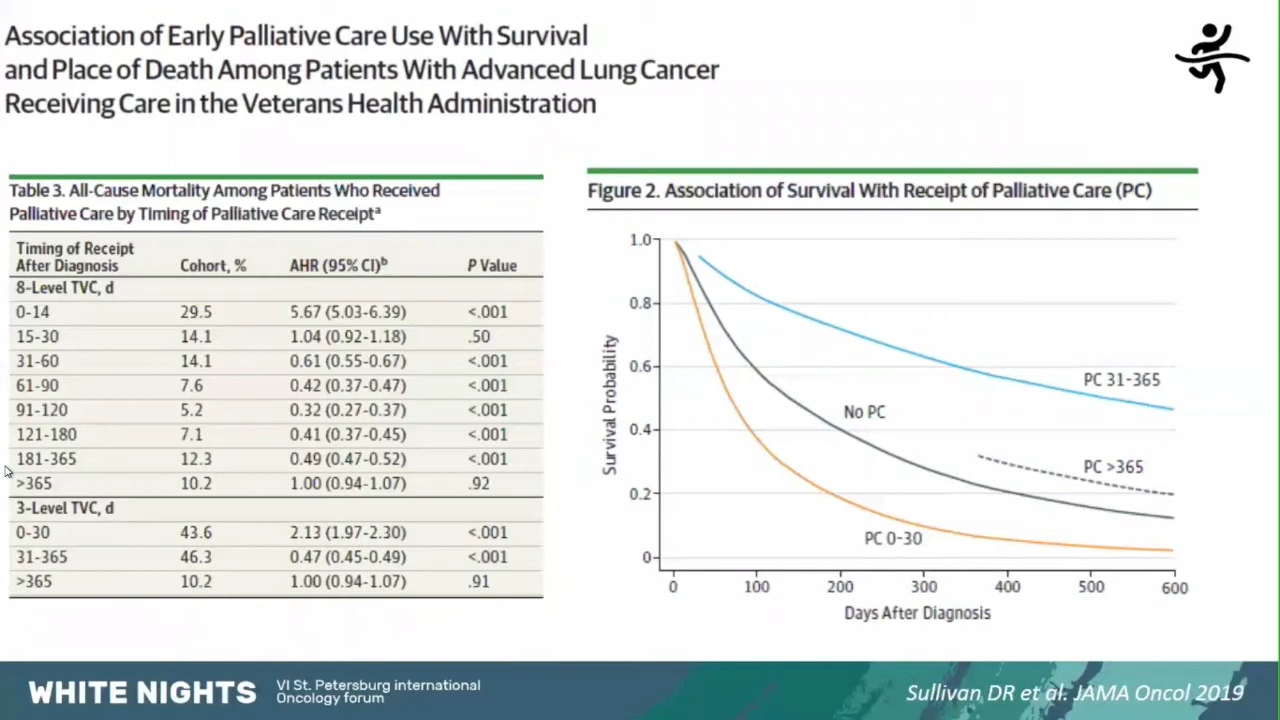 Association of Early Palliative Care Use With Survival
and Place of Death Among Patients With Advanced Lung Cancer
Receiving Care in the Veterans Health Administration
Table 3. All-Cause Mortality Among Patients Who Received
Palliative Care by Timing of Palliative Care Receiptᵃ
Timing of Receipt
After Diagnosis Cohort, % AHR (95% CI)ᵇ P Value
8-Level TVC, d
0-14 29.5 5.67 (5.03-6.39) <.001
15-30 14.1 1.04 (0.92-1.18) .50
31-60 14.1 0.61 (0.55-0.67) <.001
61-90 7.6 0.42 (0.37-0.47) <.001
91-120 5.2 0.32 (0.27-0.37) <.001
121-180 7.1 0.41 (0.37-0.45) <.001
181-365 12.3 0.49 (0.47-0.52) <.001
>365 10.2 1.00 (0.94-1.07) .92
3-Level TVC, d
0-30 43.6 2.13 (1.97-2.30) <.001
31-365 46.3 0.47 (0.45-0.49) <.001
>365 10.2 1.00 (0.94-1.07) .91
Figure 2. Association of Survival With Receipt of Palliative Care (PC)
Survival Probability
1.0
0.8
0.6
0.4
0.2
0
PC 31-365
No PC
PC >365
PC 0-30
0 100 200 300 400 500 600
Days After Diagnosis
WHITE NIGHTS
VI St. Petersburg international
Oncology forum
Sullivan DR et al. JAMA Oncol 2019